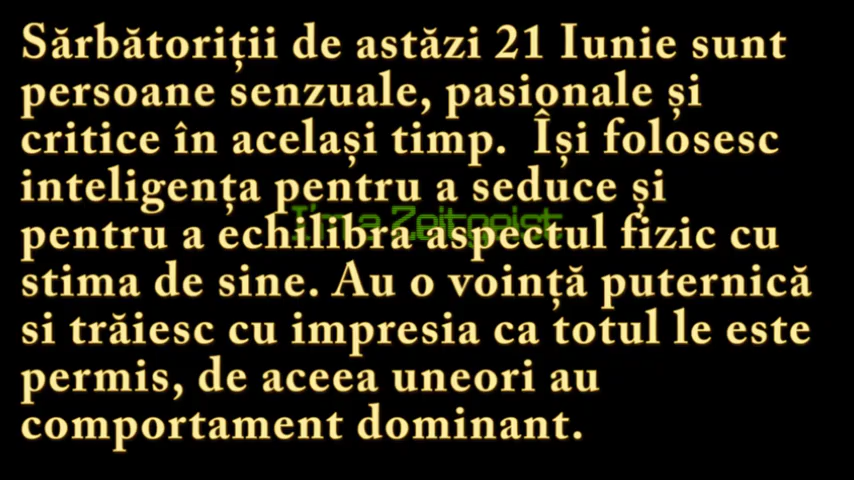 Sărbătoriții de astăzi 21 Iunie sunt
persoane senzuale, pasionale și
critice în același timp. Își folosesc
inteligența pentru a seduce și
I'm a Zeitgeist
pentru a echilibra aspectul fizic cu
stima de sine. Au o voință puternică
si trăiesc cu impresia ca totul le este
permis, de aceea uneori au
comportament dominant.